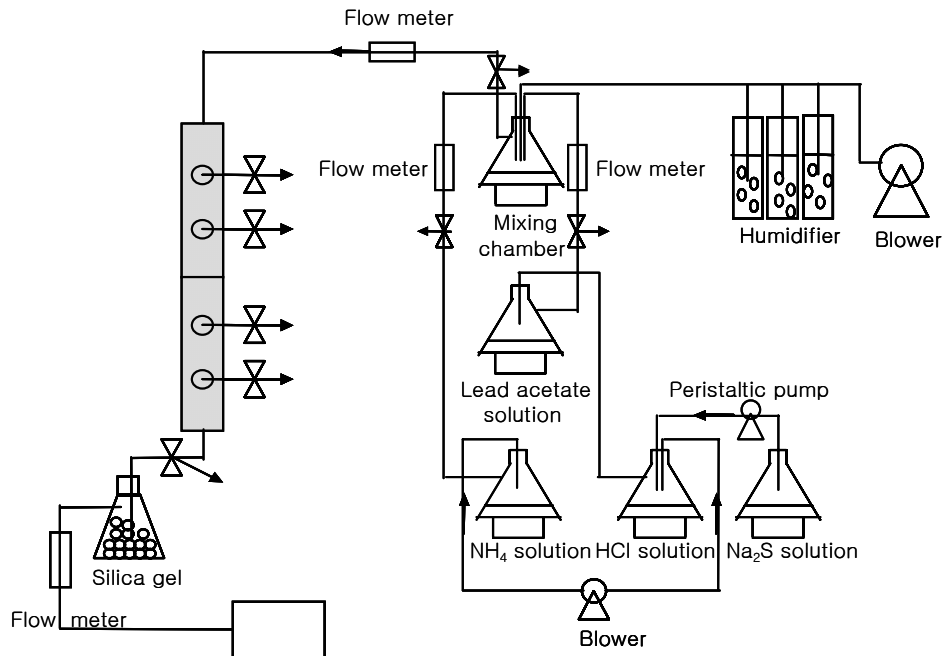 Flow meter
Flow meter
Flow meter
Mixing
chamber
Humidifier
Blower
Lead acetate
solution
Peristaltic pump
NH₄ solution
HCl solution
Na₂S solution
Silica gel
Flow meter
Blower